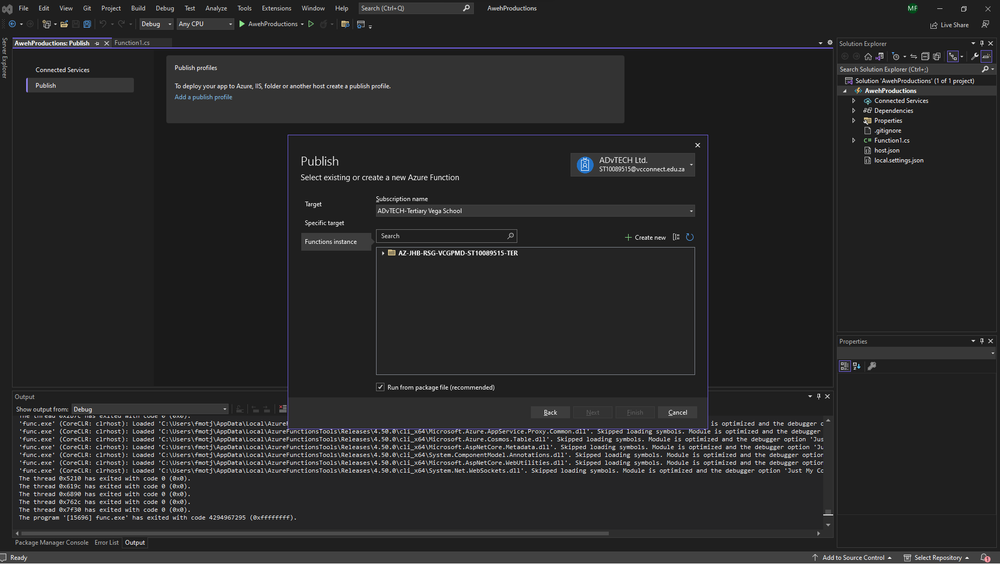 File Edit View Git Project Build Debug Test Analyze Tools Extensions Window Help Search (Ctrl+Q) AwehProductions MF
Debug Any CPU AwehProductions Live Share
Server Explorer
AwehProductions: Publish Function1.cs
Connected Services
Publish
Publish profiles
To deploy your app to Azure, IIS, folder or another host create a publish profile.
Add a publish profile
Publish
Select existing or create a new Azure Function
ADvTECH Ltd.
ST10089515@vcconnect.edu.za
Target
Specific target
Functions instance
Subscription name
ADvTECH-Tertiary Vega School
Search
Create new
AZ-JHB-RSG-VCGPMD-ST10089515-TER
Run from package file (recommended)
Back Next Finish Cancel
Solution Explorer
Search Solution Explorer (Ctrl+;)
Solution 'AwehProductions' (1 of 1 project)
AwehProductions
Connected Services
Dependencies
Properties
.gitignore
C# Function1.cs
host.json
local.settings.json
Properties
Output
Show output from: Debug
The thread 0x2b7c has exited with code 0 (0x0).
'func.exe' (CoreCLR: clrhost): Loaded 'C:\Users\fmotj\AppData\Local\AzureF is optimized and the debugger o
'func.exe' (CoreCLR: clrhost): Loaded 'C:\Users\fmotj\AppData\Local\AzureFunctionsTools\Releases\4.50.0\cli_x64\Microsoft.Azure.AppService.Proxy.Common.dll'. Skipped loading symbols. Module is optimized and the debugger
'func.exe' (CoreCLR: clrhost): Loaded 'C:\Users\fmotj\AppData\Local\AzureFunctionsTools\Releases\4.50.0\cli_x64\Microsoft.Azure.Cosmos.Table.dll'. Skipped loading symbols. Module is optimized and the debugger option 'Jus
'func.exe' (CoreCLR: clrhost): Loaded 'C:\Users\fmotj\AppData\Local\AzureFunctionsTools\Releases\4.50.0\cli_x64\Microsoft.AspNetCore.Metadata.dll'. Skipped loading symbols. Module is optimized and the debugger option 'Ju
'func.exe' (CoreCLR: clrhost): Loaded 'C:\Users\fmotj\AppData\Local\AzureFunctionsTools\Releases\4.50.0\cli_x64\System.ComponentModel.Annotations.dll'. Skipped loading symbols. Module is optimized and the debugger option
'func.exe' (CoreCLR: clrhost): Loaded 'C:\Users\fmotj\AppData\Local\AzureFunctionsTools\Releases\4.50.0\cli_x64\Microsoft.AspNetCore.WebUtilities.dll'. Skipped loading symbols. Module is optimized and the debugger option
'func.exe' (CoreCLR: clrhost): Loaded 'C:\Users\fmotj\AppData\Local\AzureFunctionsTools\Releases\4.50.0\cli_x64\System.Net.WebSockets.dll'. Skipped loading symbols. Module is optimized and the debugger option 'Just My Co
The thread 0x5210 has exited with code 0 (0x0).
The thread 0x619c has exited with code 0 (0x0).
The thread 0x6890 has exited with code 0 (0x0).
The thread 0x762c has exited with code 0 (0x0).
The thread 0x7f30 has exited with code 0 (0x0).
The program '[15696] func.exe' has exited with code 4294967295 (0xffffffff).
Package Manager Console Error List Output
Ready Add to Source Control Select Repository 1